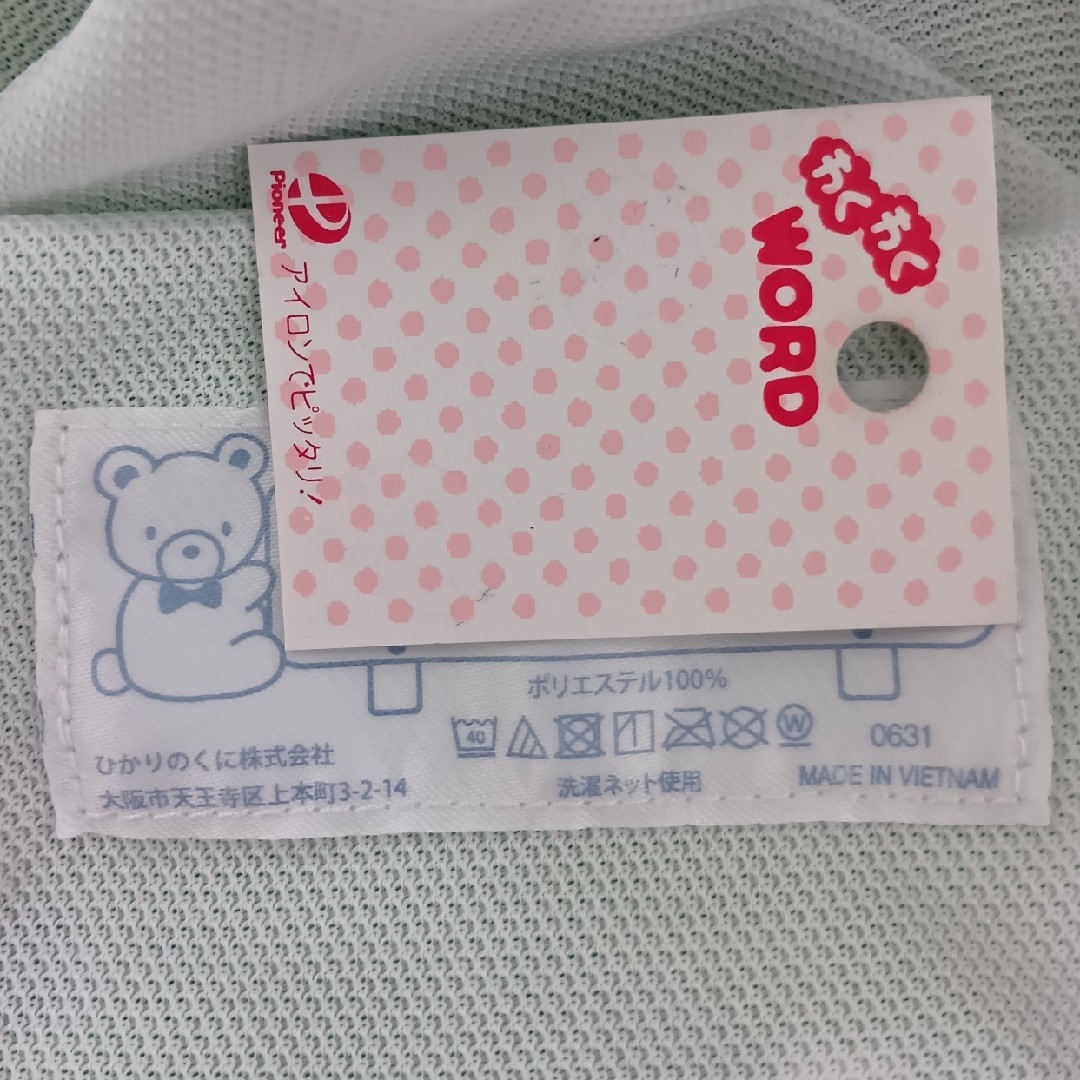 わくわく
WORD
Pioneer
アイロンでピッタリ！
ポリエステル100%
40
W
0631
ひかりのくに株式会社
大阪市天王寺区上本町3-2-14
洗濯ネット使用
MADE IN VIETNAM